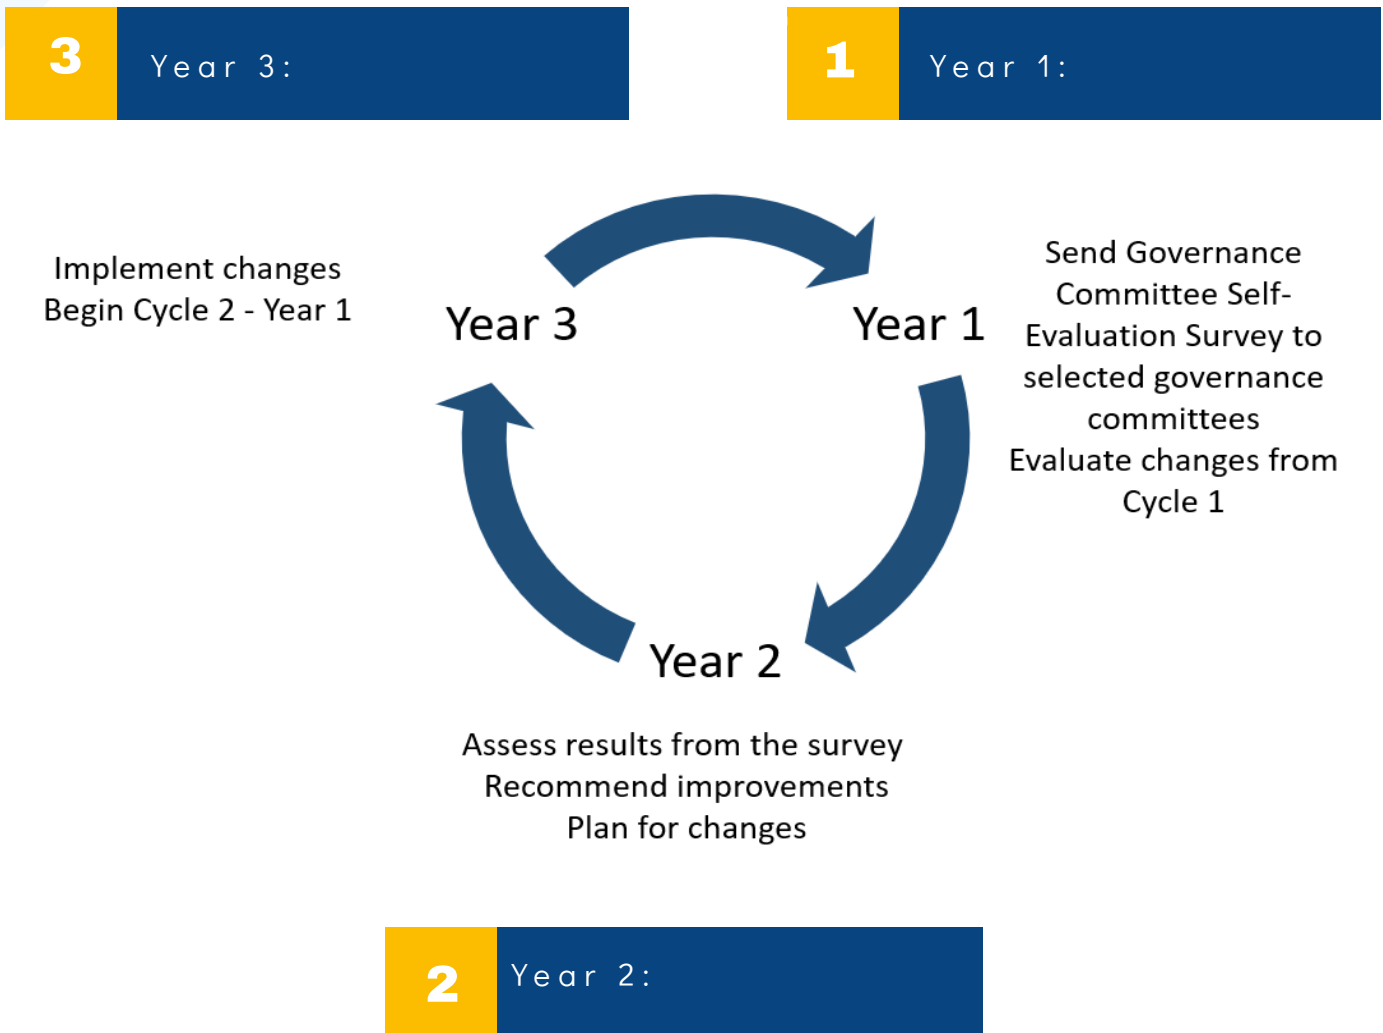 3
Year 3:
1
Year 1:
Implement changes
Begin Cycle 2 - Year 1
Year 3
Year 1
Send Governance
Committee Self-
Evaluation Survey to
selected governance
committees
Evaluate changes from
Cycle 1
Year 2
Assess results from the survey
Recommend improvements
Plan for changes
2
Year 2: